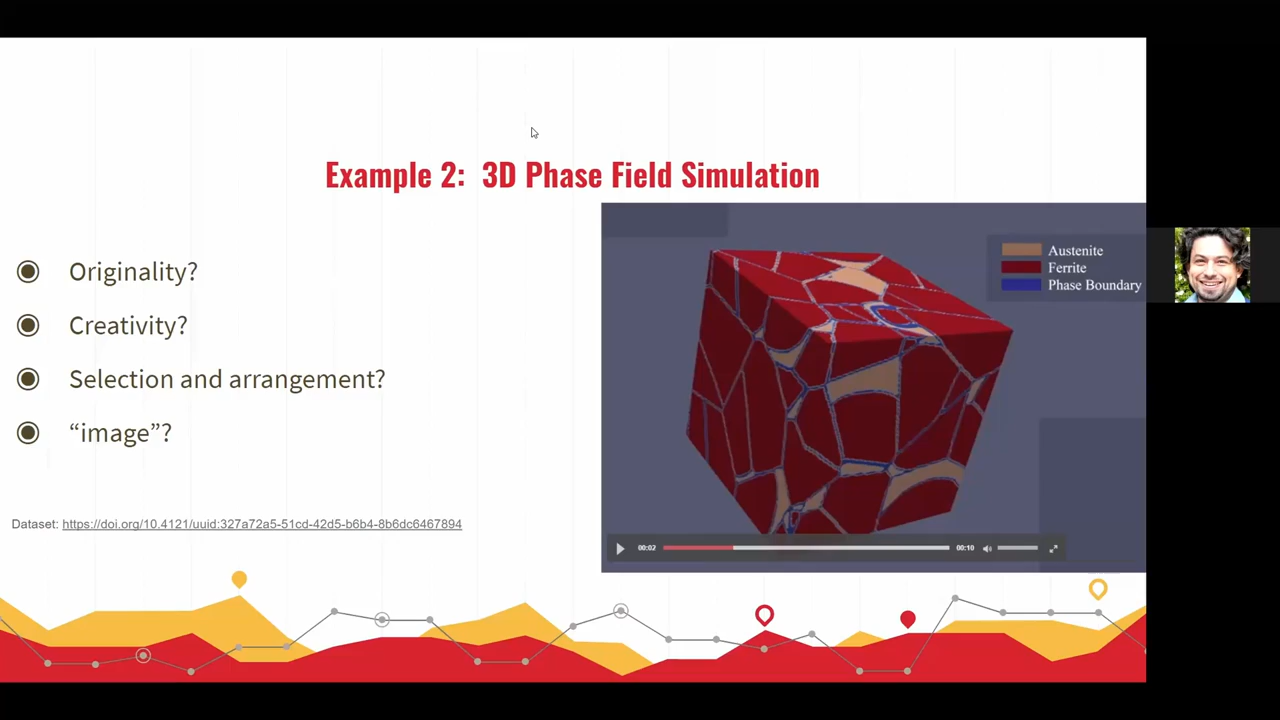 Example 2: 3D Phase Field Simulation
Originality?
Creativity?
Selection and arrangement?
“image”?
Dataset: https://doi.org/10.4121/uuid:327a72a5-51cd-42d5-b6b4-8b6dc6467894
Austenite
Ferrite
Phase Boundary
00:02
00:10